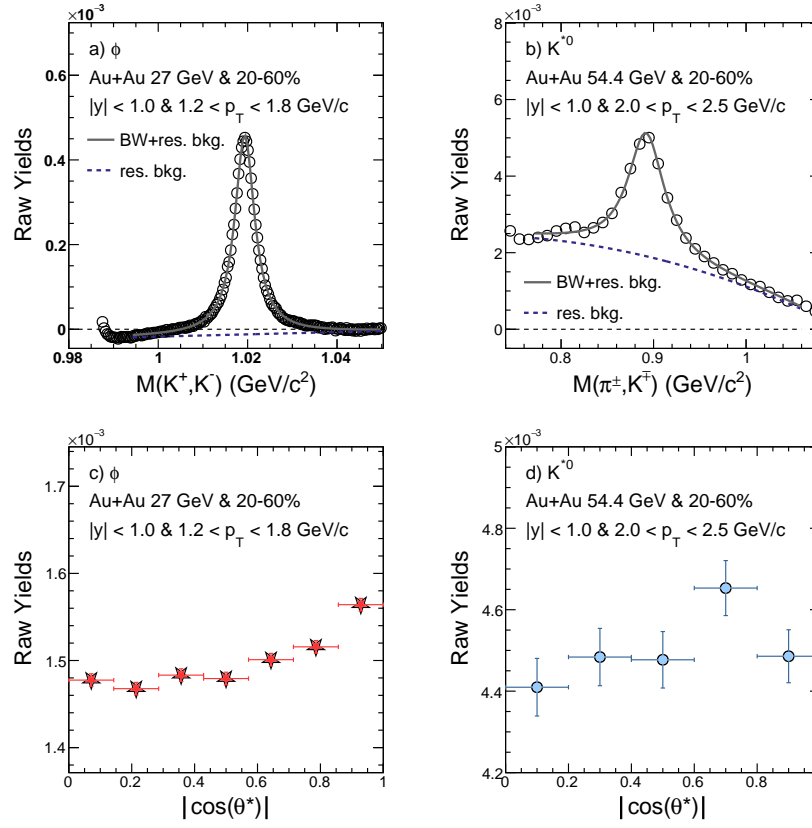 ×10⁻³
a) ϕ
Au+Au 27 GeV & 20-60%
|y| < 1.0 & 1.2 < p_T < 1.8 GeV/c
BW+res. bkg.
res. bkg.
Raw Yields
0.6
0.4
0.2
0
0.98
1
1.02
1.04
M(K⁺,K⁻) (GeV/c²)
×10⁻³
b) K*⁰
Au+Au 54.4 GeV & 20-60%
|y| < 1.0 & 2.0 < p_T < 2.5 GeV/c
BW+res. bkg.
res. bkg.
Raw Yields
8
6
4
2
0
0.8
0.9
1
M(π±,K∓) (GeV/c²)
×10⁻³
c) ϕ
Au+Au 27 GeV & 20-60%
|y| < 1.0 & 1.2 < p_T < 1.8 GeV/c
Raw Yields
1.7
1.6
1.5
1.4
0
0.2
0.4
0.6
0.8
1
|cos(θ*)|
×10⁻³
d) K*⁰
Au+Au 54.4 GeV & 20-60%
|y| < 1.0 & 2.0 < p_T < 2.5 GeV/c
Raw Yields
5
4.8
4.6
4.4
4.2
0
0.2
0.4
0.6
0.8
|cos(θ*)|